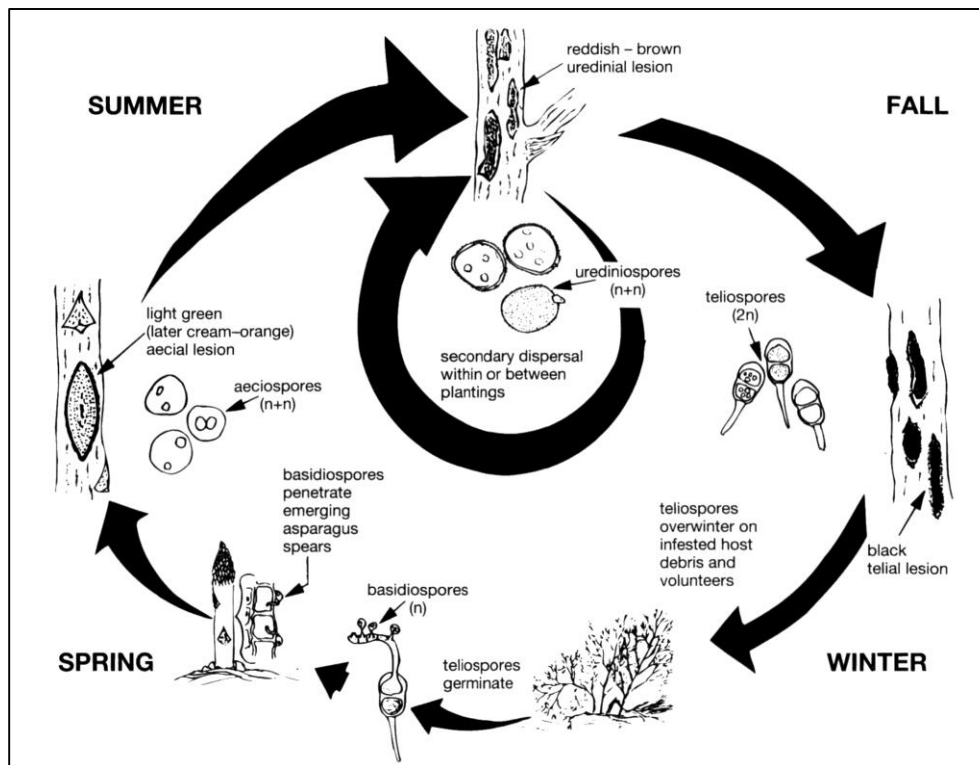 reddish – brown
uredinial lesion
SUMMER
FALL
urediniospores
(n+n)
teliospores
(2n)
light green
(later cream–orange)
aecial lesion
secondary dispersal
within or between
plantings
aeciospores
(n+n)
basidiospores
penetrate
emerging
asparagus
spears
teliospores
overwinter on
infested host
debris and
volunteers
black
telial lesion
basidiospores
(n)
SPRING
teliospores
germinate
WINTER